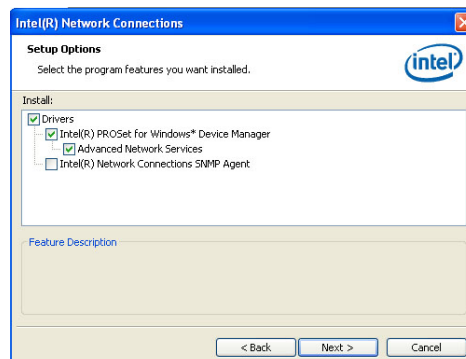 Intel(R) Network Connections
Setup Options
Select the program features you want installed.
intel
Install:
Drivers
Intel(R) PROSet for Windows* Device Manager
Advanced Network Services
Intel(R) Network Connections SNMP Agent
Feature Description
< Back
Next >
Cancel